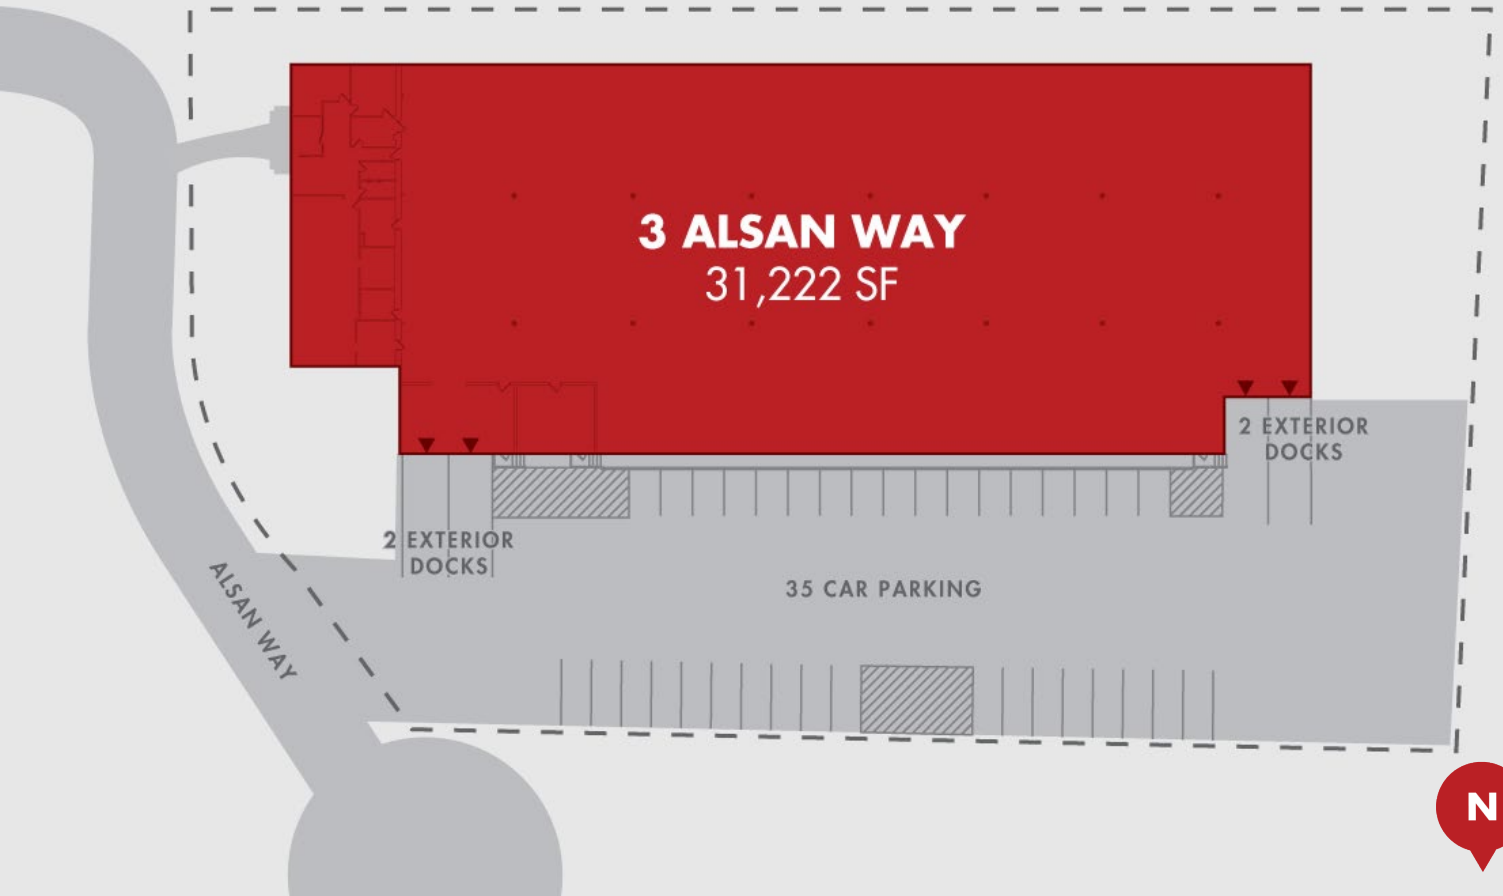 3 ALSAN WAY
31,222 SF
2 EXTERIOR
DOCKS
2 EXTERIOR
DOCKS
35 CAR PARKING
ALSAN WAY
N